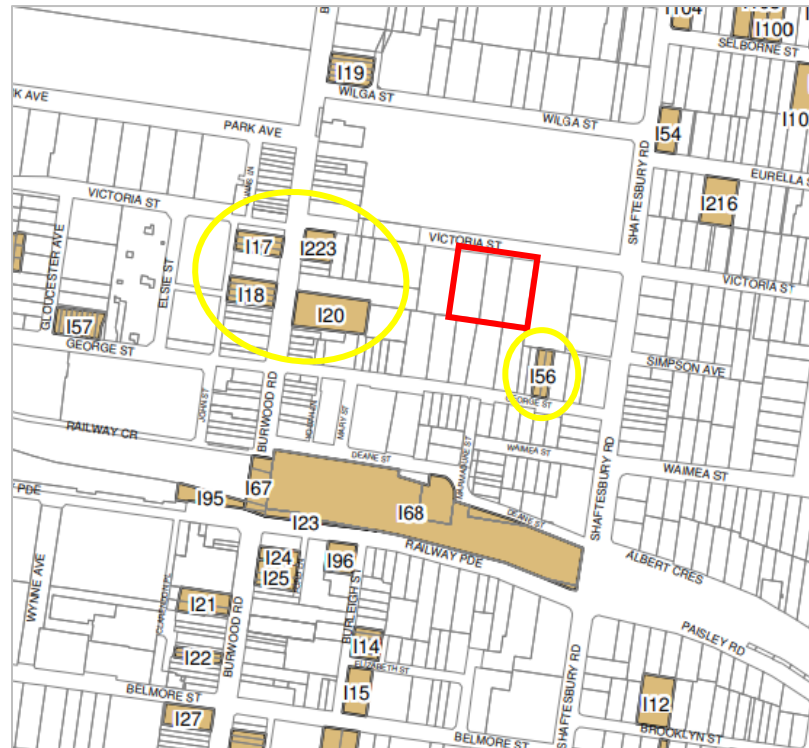 I104
I100
SELBORNE ST
I19
WILGA ST
WILGA ST
K AVE
PARK AVE
I10
I54
SHAFTESBURY RD
EURELLA S
I216
VICTORIA ST
VICTORIA ST
VICTORIA ST
I17
I223
I18
I20
GLOUCESTER AVE
ELSIE ST
I57
GEORGE ST
I56
GEORGE ST
SIMPSON AVE
JOHN ST
BURWOOD RD
MARY ST
RAILWAY CR
DEANE ST
MARMADUKE ST
WAIMEA ST
WAIMEA ST
SHAFTESBURY RD
PDE
I95
I67
I68
I23
DEANE ST
RAILWAY PDE
ALBERT CRES
WYNNE AVE
I24
I25
I96
I21
CLARENDON PL
BURWOOD RD
BURLEIGH ST
I22
I14
ELIZABETH ST
I15
PAISLEY RD
SHAFTESBURY RD
I12
BELMORE ST
I27
BELMORE ST
BROOKLYN ST